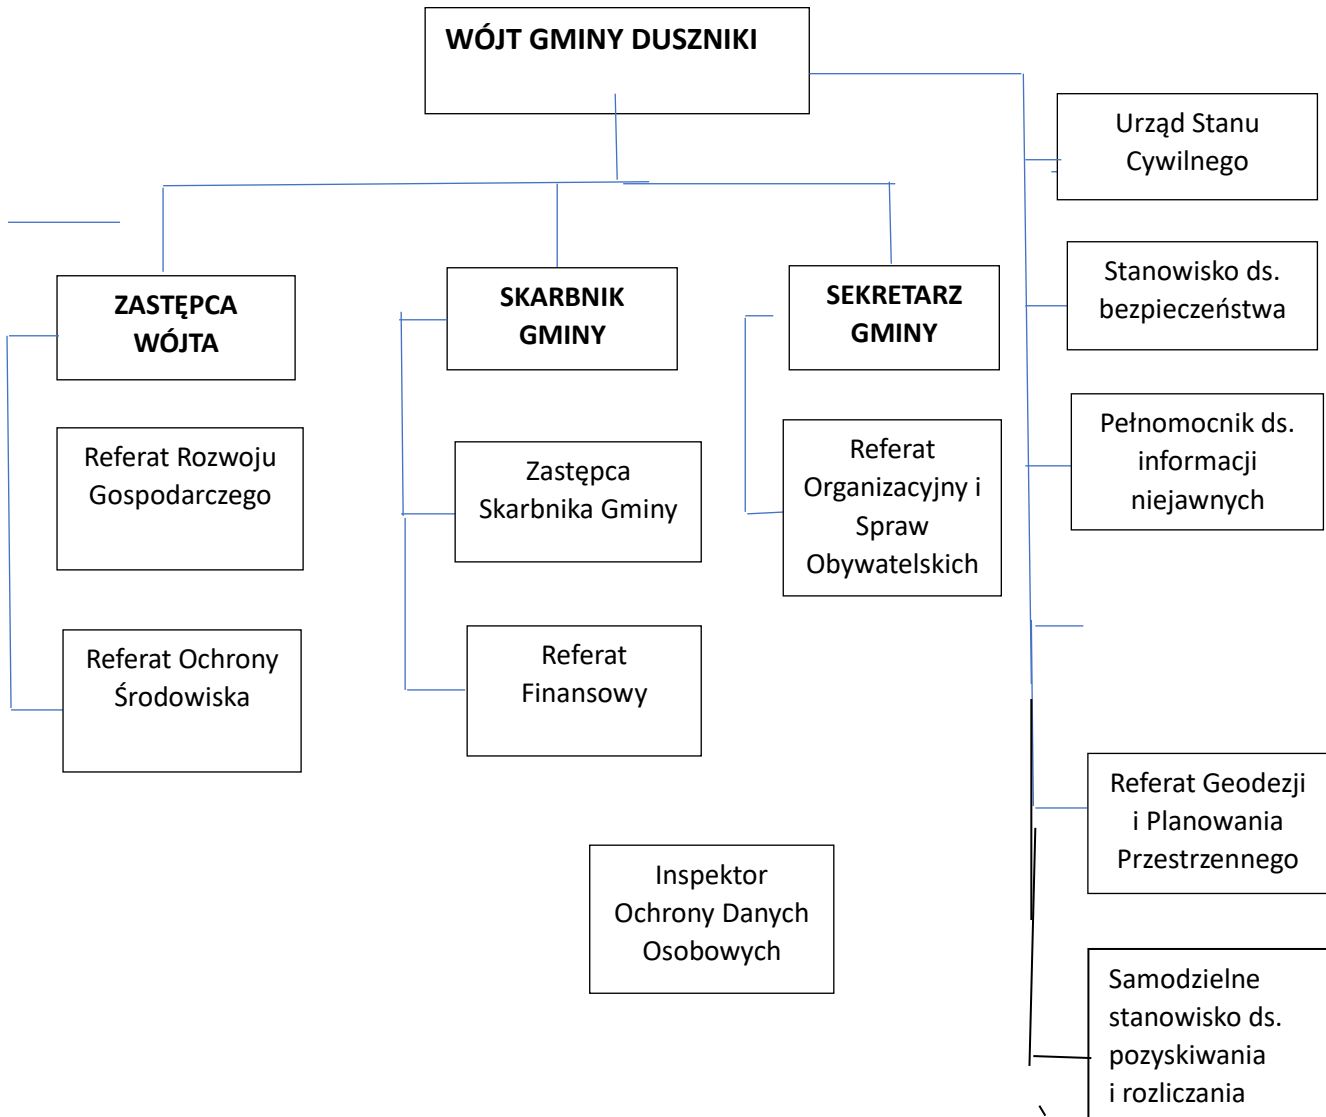 WÓJT GMINY DUSZNIKI
Urząd Stanu
Cywilnego
Stanowisko ds.
bezpieczeństwa
Pełnomocnik ds.
informacji
niejawnych
ZASTĘPCA
WÓJTA
SKARBNIK
GMINY
SEKRETARZ
GMINY
Referat Rozwoju
Gospodarczego
Zastępca
Skarbnika Gminy
Referat
Organizacyjny i
Spraw
Obywatelskich
Referat Ochrony
Środowiska
Referat
Finansowy
Referat Geodezji
i Planowania
Przestrzennego
Inspektor
Ochrony Danych
Osobowych
Samodzielne
stanowisko ds.
pozyskiwania
i rozliczania